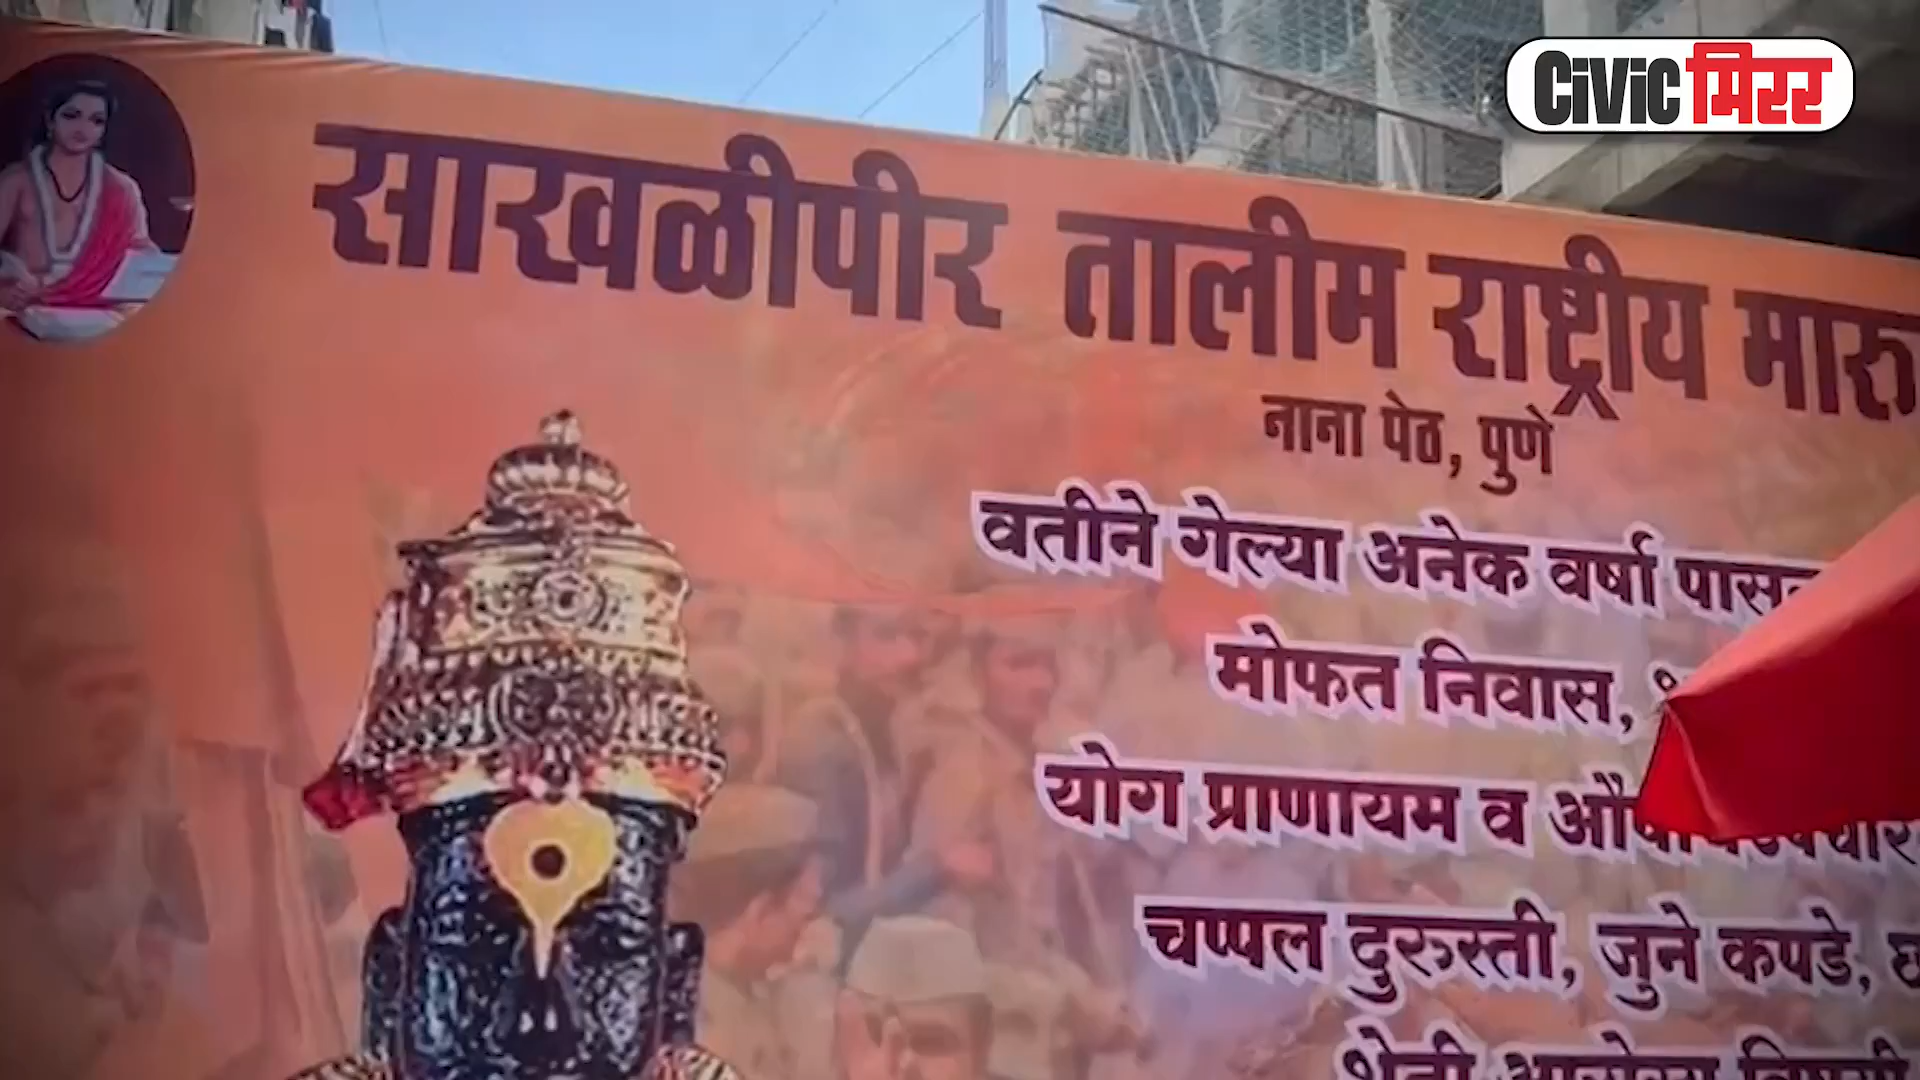 Civic मिरर
साखळीपीर तालीम राष्ट्रीय
नाना पेठ, पुणे
वतीने गेल्या अनेक वर्षा
मोफत निवास,
योग प्राणायम व
चप्पल दुरुस्ती, जुने कपडे,